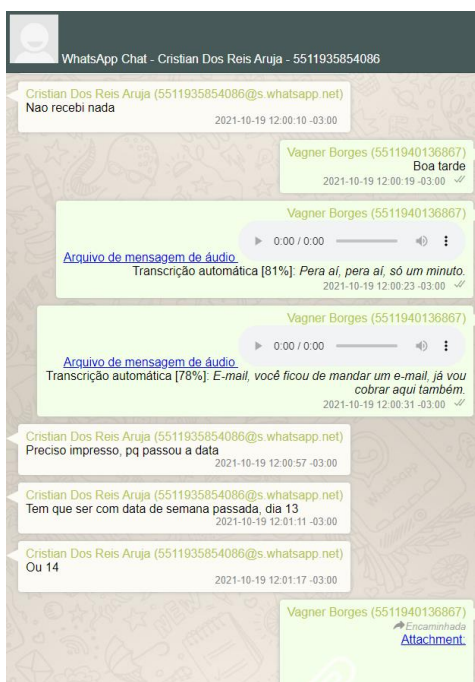 WhatsApp Chat - Cristian Dos Reis Aruja - 5511935854086
Cristian Dos Reis Aruja (5511935854086@s.whatsapp.net)
Nao recebi nada
2021-10-19 12:00:10 -03:00
Vagner Borges (5511940136867)
Boa tarde
2021-10-19 12:00:19 -03:00
Vagner Borges (5511940136867)
0:00 / 0:00
Arquivo de mensagem de áudio
Transcrição automática [81%]: Pera aí, pera aí, só um minuto.
2021-10-19 12:00:23 -03:00
Vagner Borges (5511940136867)
0:00 / 0:00
Arquivo de mensagem de áudio
Transcrição automática [78%]: E-mail, você ficou de mandar um e-mail, já vou
cobrar aqui também.
2021-10-19 12:00:31 -03:00
Cristian Dos Reis Aruja (5511935854086@s.whatsapp.net)
Preciso impresso, pq passou a data
2021-10-19 12:00:57 -03:00
Cristian Dos Reis Aruja (5511935854086@s.whatsapp.net)
Tem que ser com data de semana passada, dia 13
2021-10-19 12:01:11 -03:00
Cristian Dos Reis Aruja (5511935854086@s.whatsapp.net)
Ou 14
2021-10-19 12:01:17 -03:00
Vagner Borges (5511940136867)
Encaminhada
Attachment: